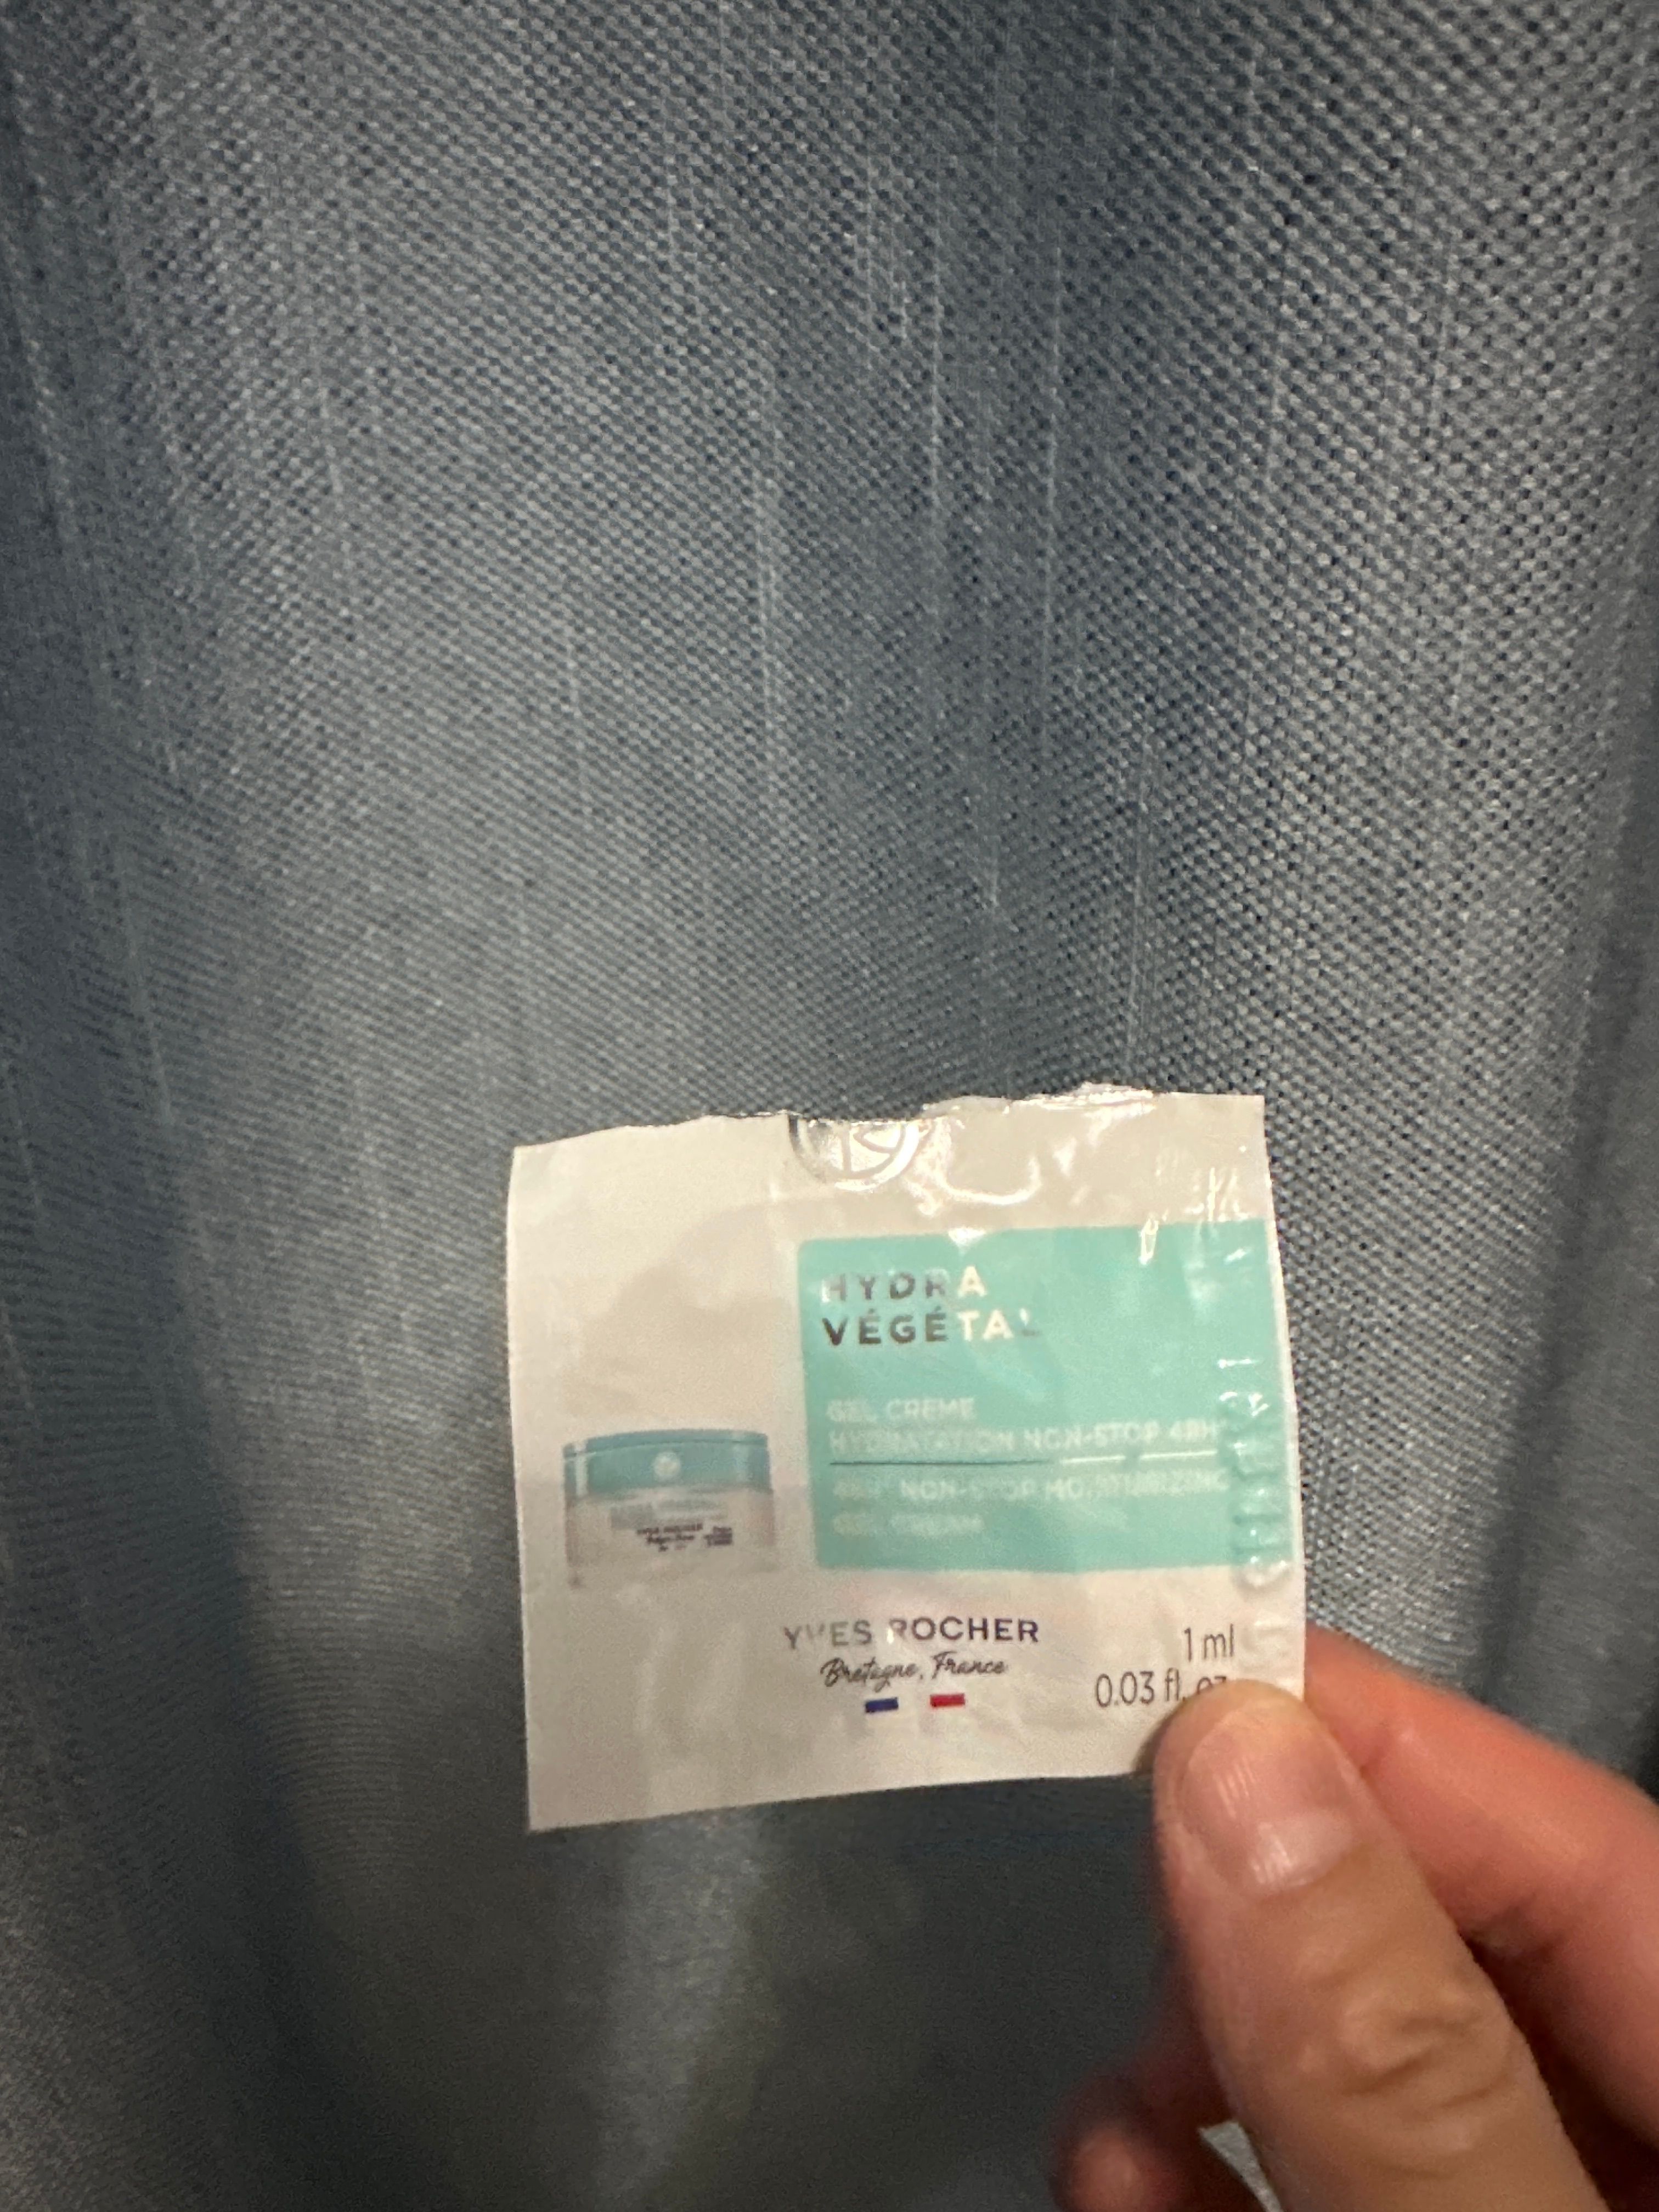 HYDRA
VÉGÉTAL
GEL CRÈME
HYDRATATION NON-STOP 48H*
48H* NON-STOP MOISTURIZING
GEL CREAM
YVES ROCHER
Bretagne, France
1 ml
0.03 fl. oz